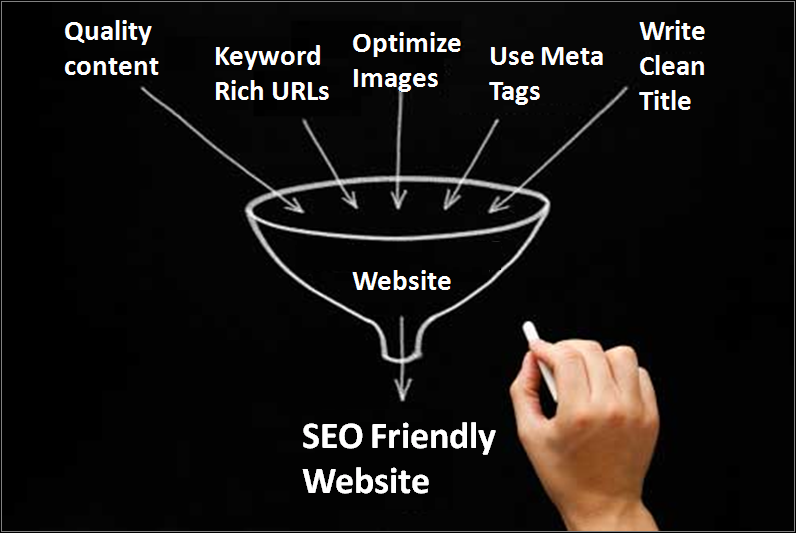 Quality
content
Keyword
Rich URLs
Optimize
Images
Use Meta
Tags
Write
Clean
Title
Website
SEO Friendly
Website